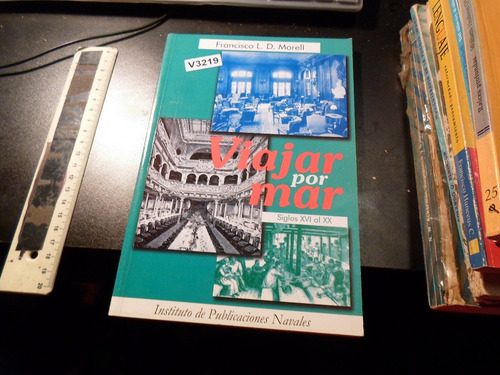 Francisco L. D. Morell
V3219
Viajar
por
mar
Siglos XVI al XX
Instituto de Publicaciones Navales